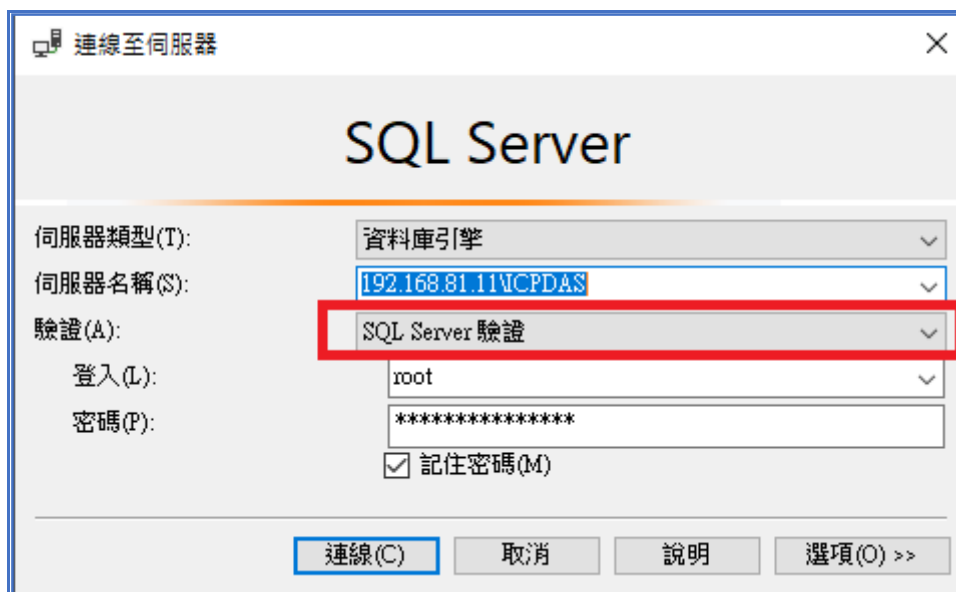 連線至伺服器
SQL Server
伺服器類型(T): 資料庫引擎
伺服器名稱(S): 192.168.81.11\ICPDAS
驗證(A): SQL Server 驗證
登入(L): root
密碼(P): ***************
記住密碼(M)
連線(C) 取消 說明 選項(O) >>